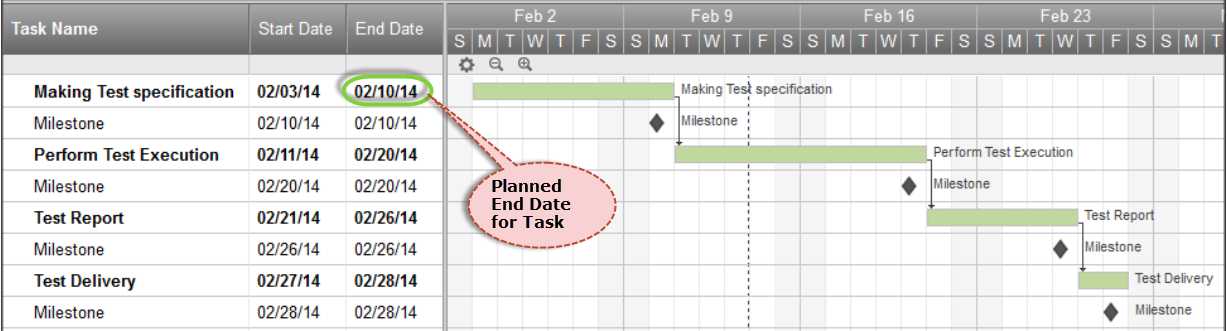 Task Name Start Date End Date Feb 2 Feb 9 Feb 16 Feb 23
S M T W T F S S M T W T F S S M T W T F S S M T W T F S S M T
Making Test specification 02/03/14 02/10/14 Making Test specification
Milestone 02/10/14 02/10/14 Milestone
Perform Test Execution 02/11/14 02/20/14 Perform Test Execution
Milestone 02/20/14 02/20/14 Milestone
Planned
End Date
for Task
Test Report 02/21/14 02/26/14 Test Report
Milestone 02/26/14 02/26/14 Milestone
Test Delivery 02/27/14 02/28/14 Test Delivery
Milestone 02/28/14 02/28/14 Milestone